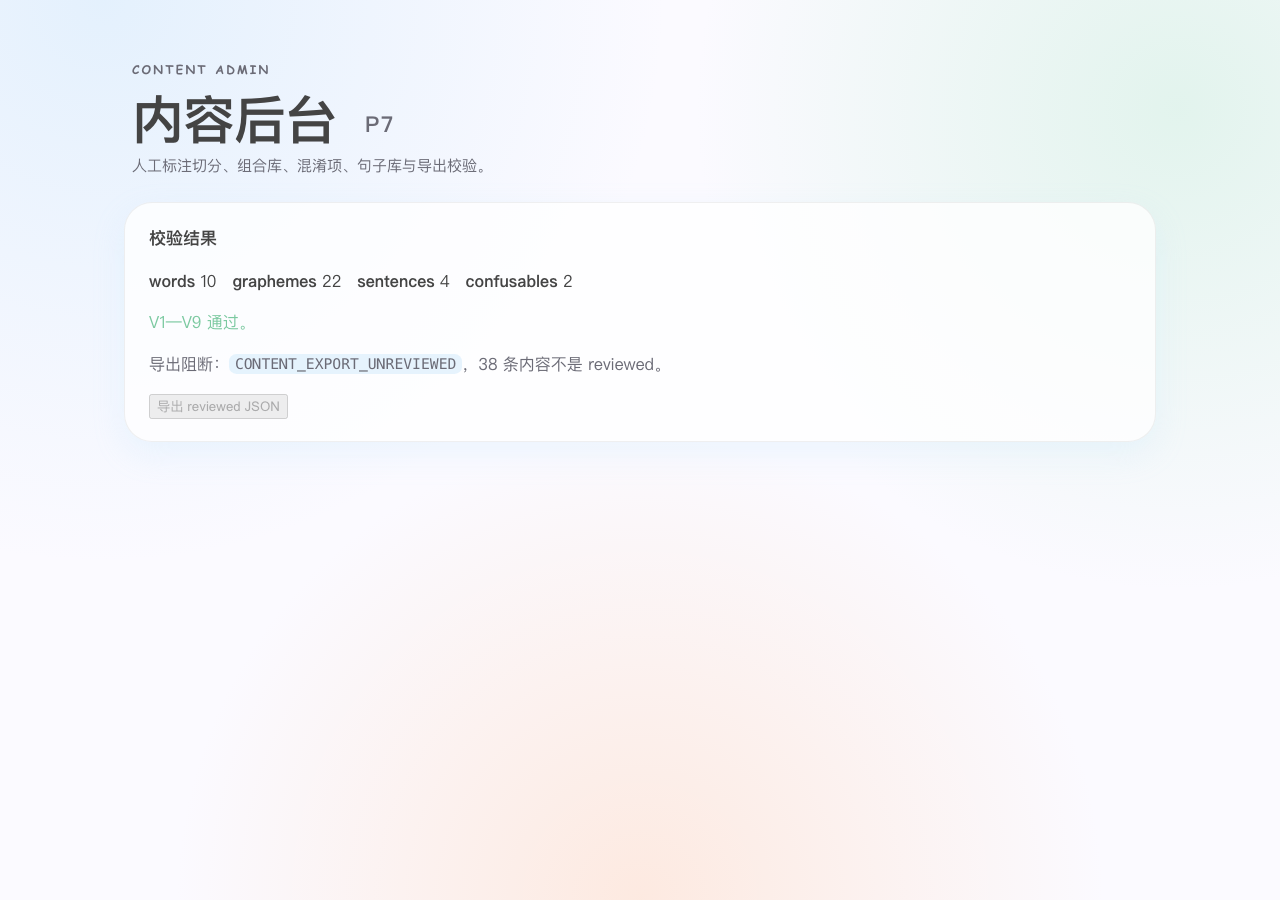 CONTENT ADMIN
内容后台 P7
人工标注切分、组合库、混淆项、句子库与导出校验。
校验结果
words 10 graphemes 22 sentences 4 confusables 2
V1—V9 通过。
导出阻断：CONTENT_EXPORT_UNREVIEWED，38 条内容不是 reviewed。
导出 reviewed JSON